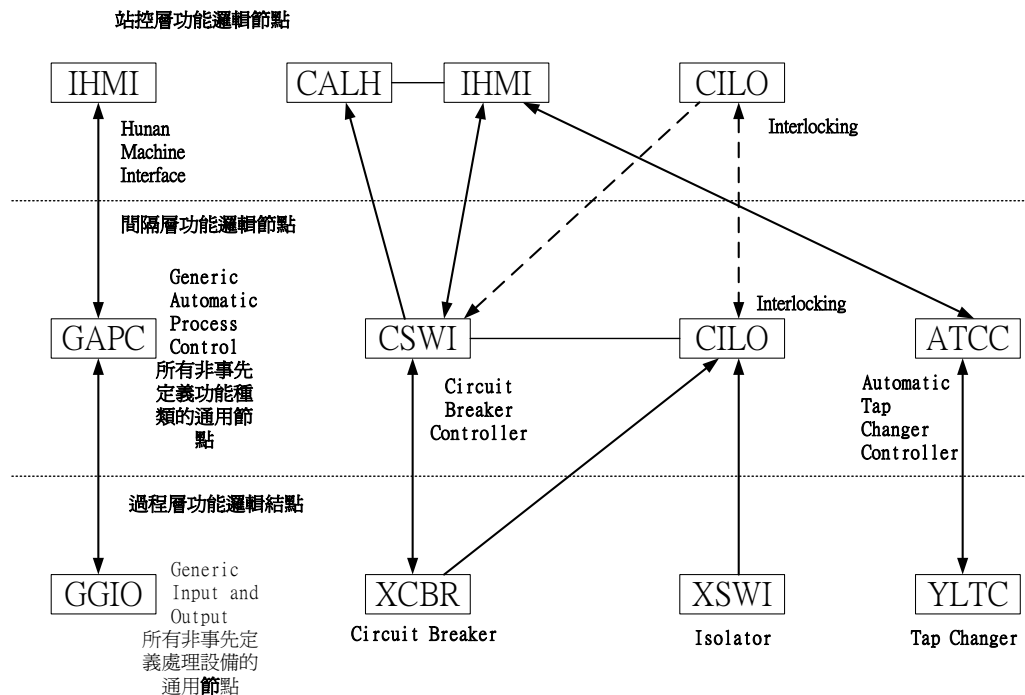 站控層功能邏輯節點
IHMI
CALH
IHMI
CILO
Hunan
Machine
Interface
Interlocking
間隔層功能邏輯節點
Generic
Automatic
Process
Control
所有非事先
定義功能種
類的通用節
點
GAPC
CSWI
Interlocking
CILO
ATCC
Circuit
Breaker
Controller
Automatic
Tap
Changer
Controller
過程層功能邏輯結點
GGIO
Generic
Input and
Output
所有非事先定
義處理設備的
通用節點
XCBR
Circuit Breaker
XSWI
Isolator
YLTC
Tap Changer